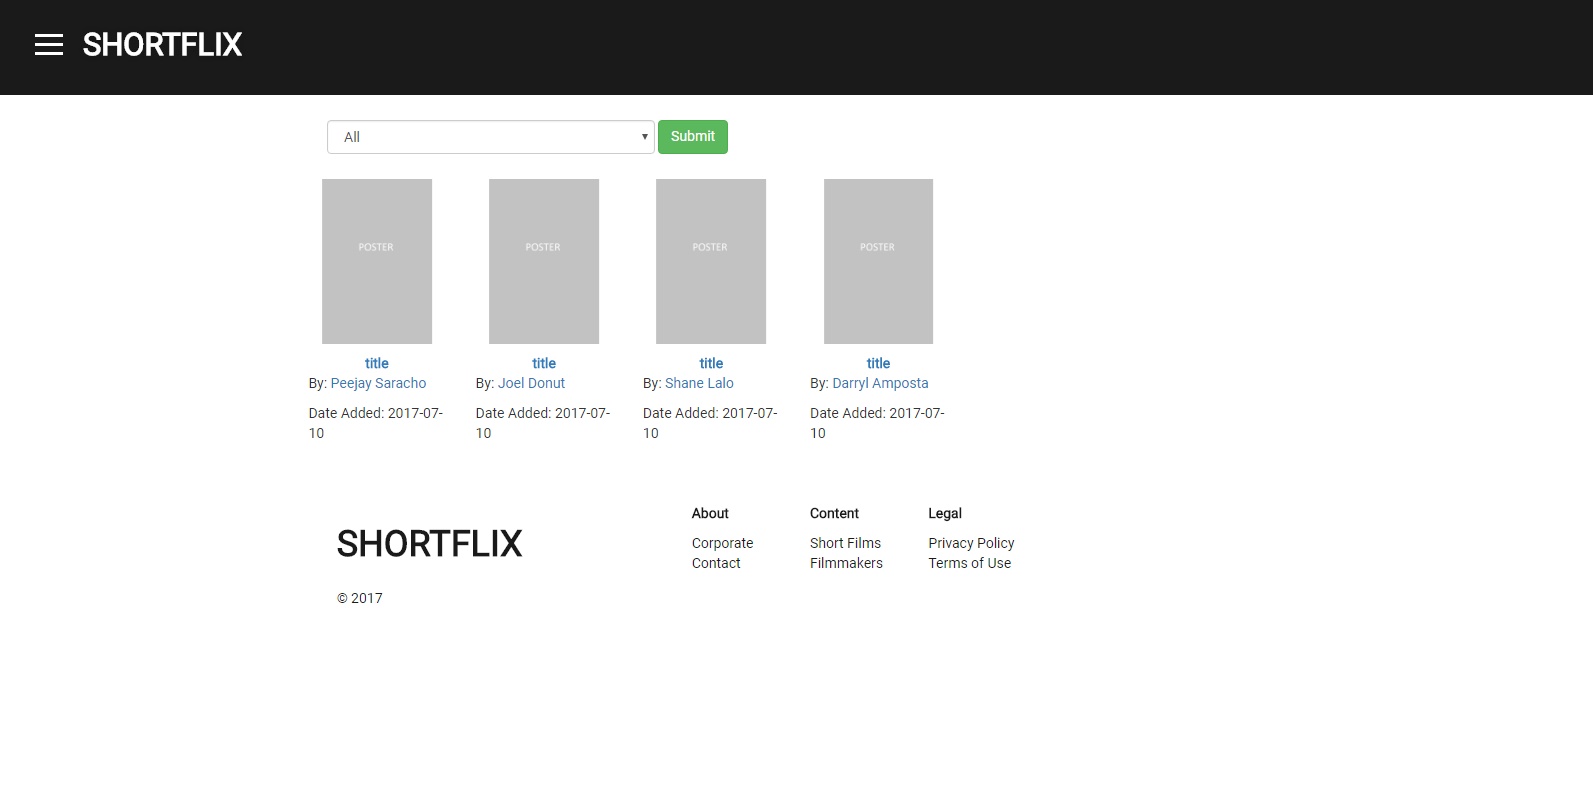 SHORTFLIX
All
Submit
POSTER
POSTER
POSTER
POSTER
title
By: Peejay Saracho
Date Added: 2017-07-
10
title
By: Joel Donut
Date Added: 2017-07-
10
title
By: Shane Lalo
Date Added: 2017-07-
10
title
By: Darryl Amposta
Date Added: 2017-07-
10
SHORTFLIX
© 2017
About
Corporate
Contact
Content
Short Films
Filmmakers
Legal
Privacy Policy
Terms of Use